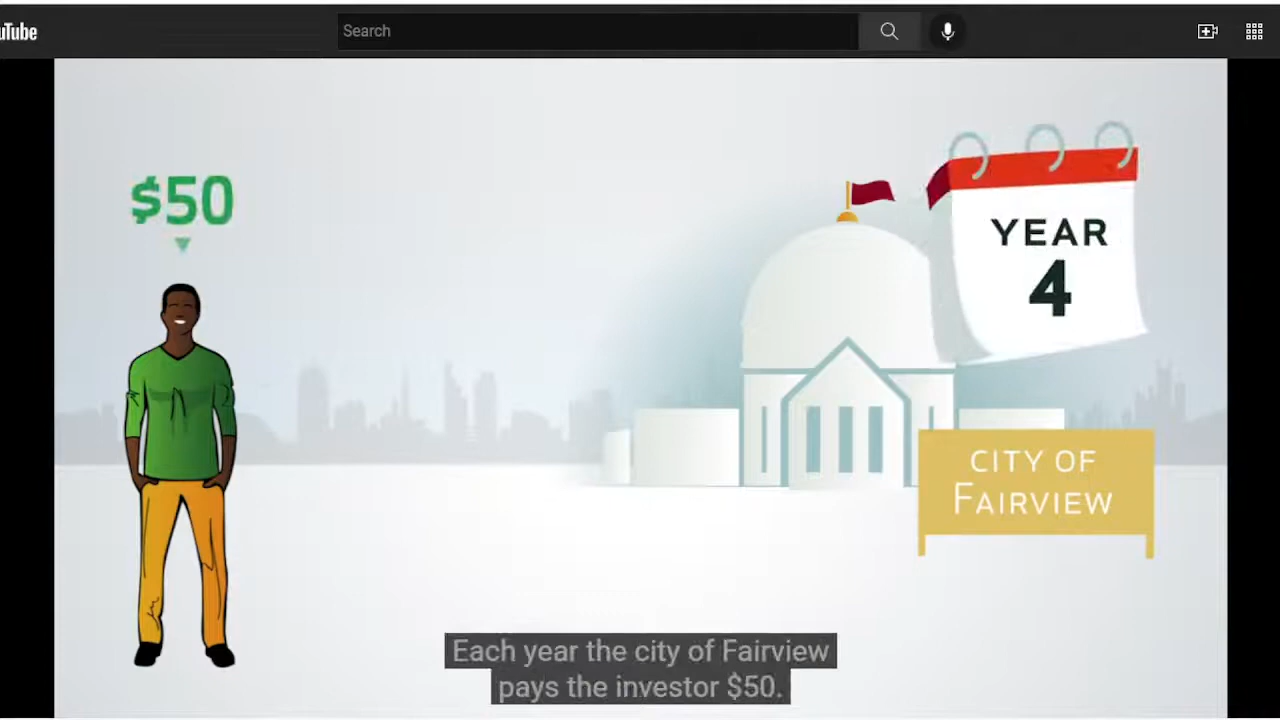 uTube
Search
$50
YEAR
4
CITY OF
FAIRVIEW
Each year the city of Fairview
pays the investor $50.